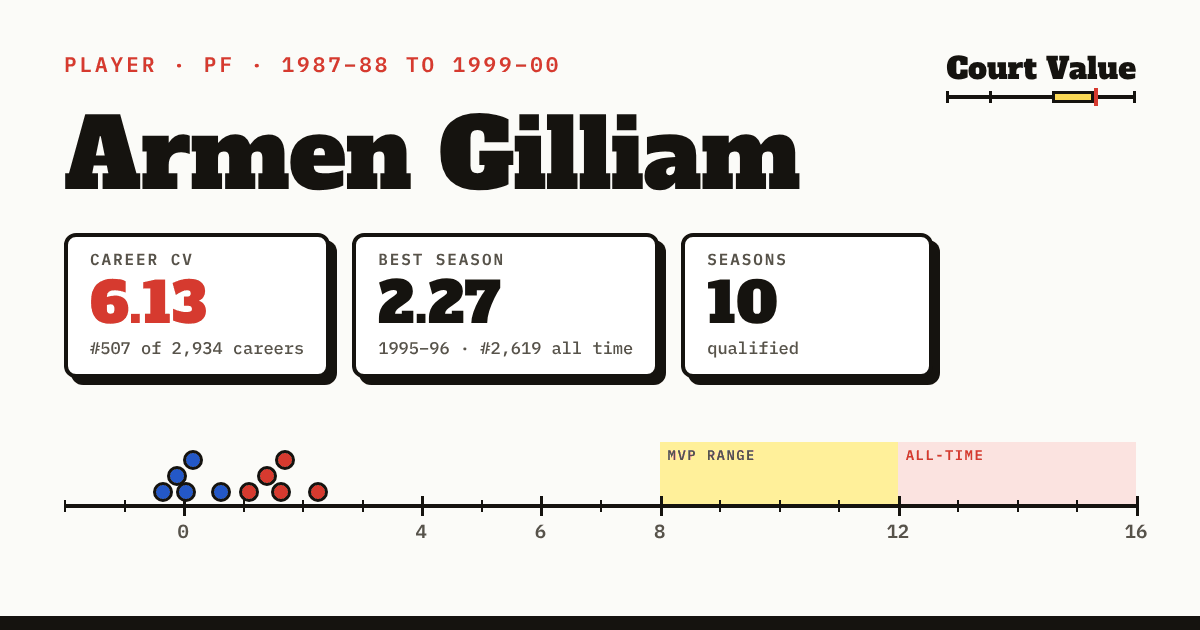 PLAYER · PF · 1987–88 TO 1999–00
Court Value
Armen Gilliam
CAREER CV
6.13
#507 of 2,934 careers
BEST SEASON
2.27
1995–96 · #2,619 all time
SEASONS
10
qualified
MVP RANGE
ALL-TIME
0 4 6 8 12 16